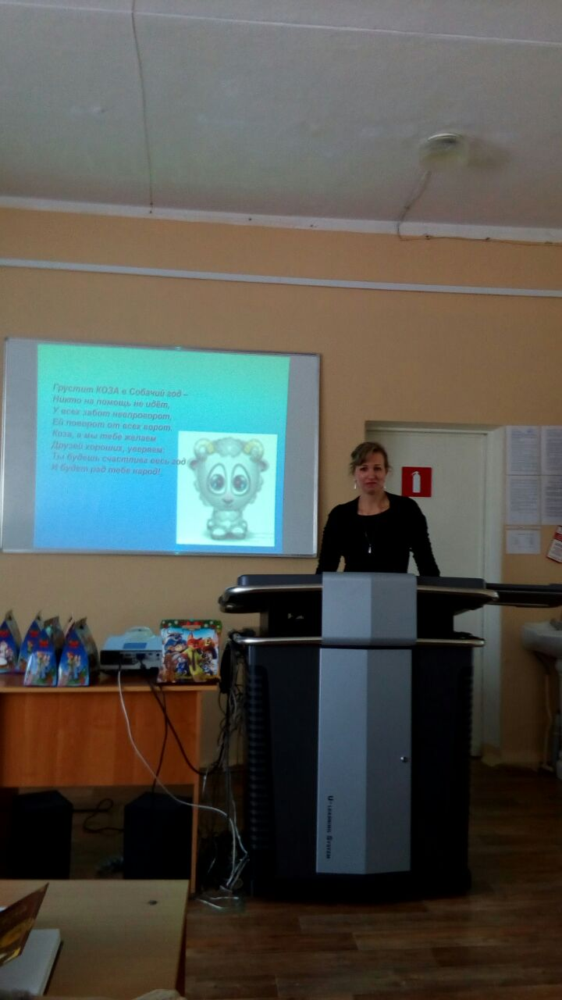 Грустит КОЗА в Собачий год –
Никто на помощь не идёт,
У всех забот невпроворот,
Ей поворот от всех ворот.
Коза, а мы тебе желаем
Друзей хороших, уверяем:
Ты будешь счастлива весь год
И будет рад тебе народ!
U-LEARNING SYSTEM